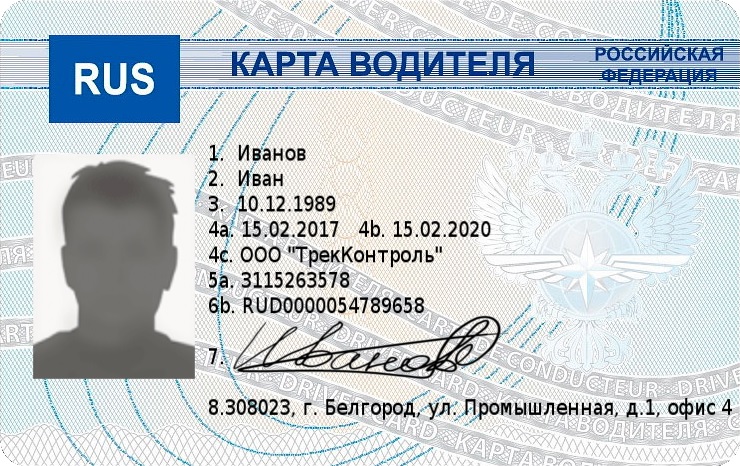 RUS
КАРТА ВОДИТЕЛЯ
РОССИЙСКАЯ
ФЕДЕРАЦИЯ
1. Иванов
2. Иван
3. 10.12.1989
4a. 15.02.2017 4b. 15.02.2020
4c. ООО "ТрекКонтроль"
5a. 3115263578
6b. RUD0000054789658
7. Иванов
8.308023, г. Белгород, ул. Промышленная, д.1, офис 4